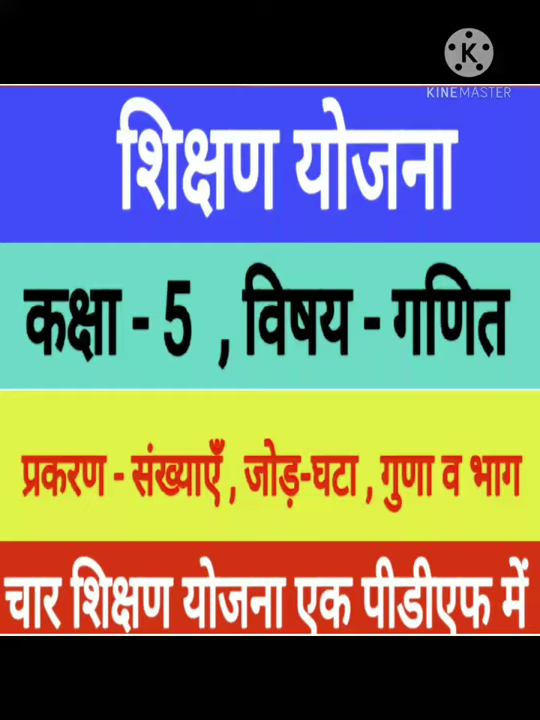 K
KINEMASTER
शिक्षण योजना
कक्षा - 5 , विषय - गणित
प्रकरण - संख्याएँ , जोड़-घटा , गुणा व भाग
चार शिक्षण योजना एक पीडीएफ में